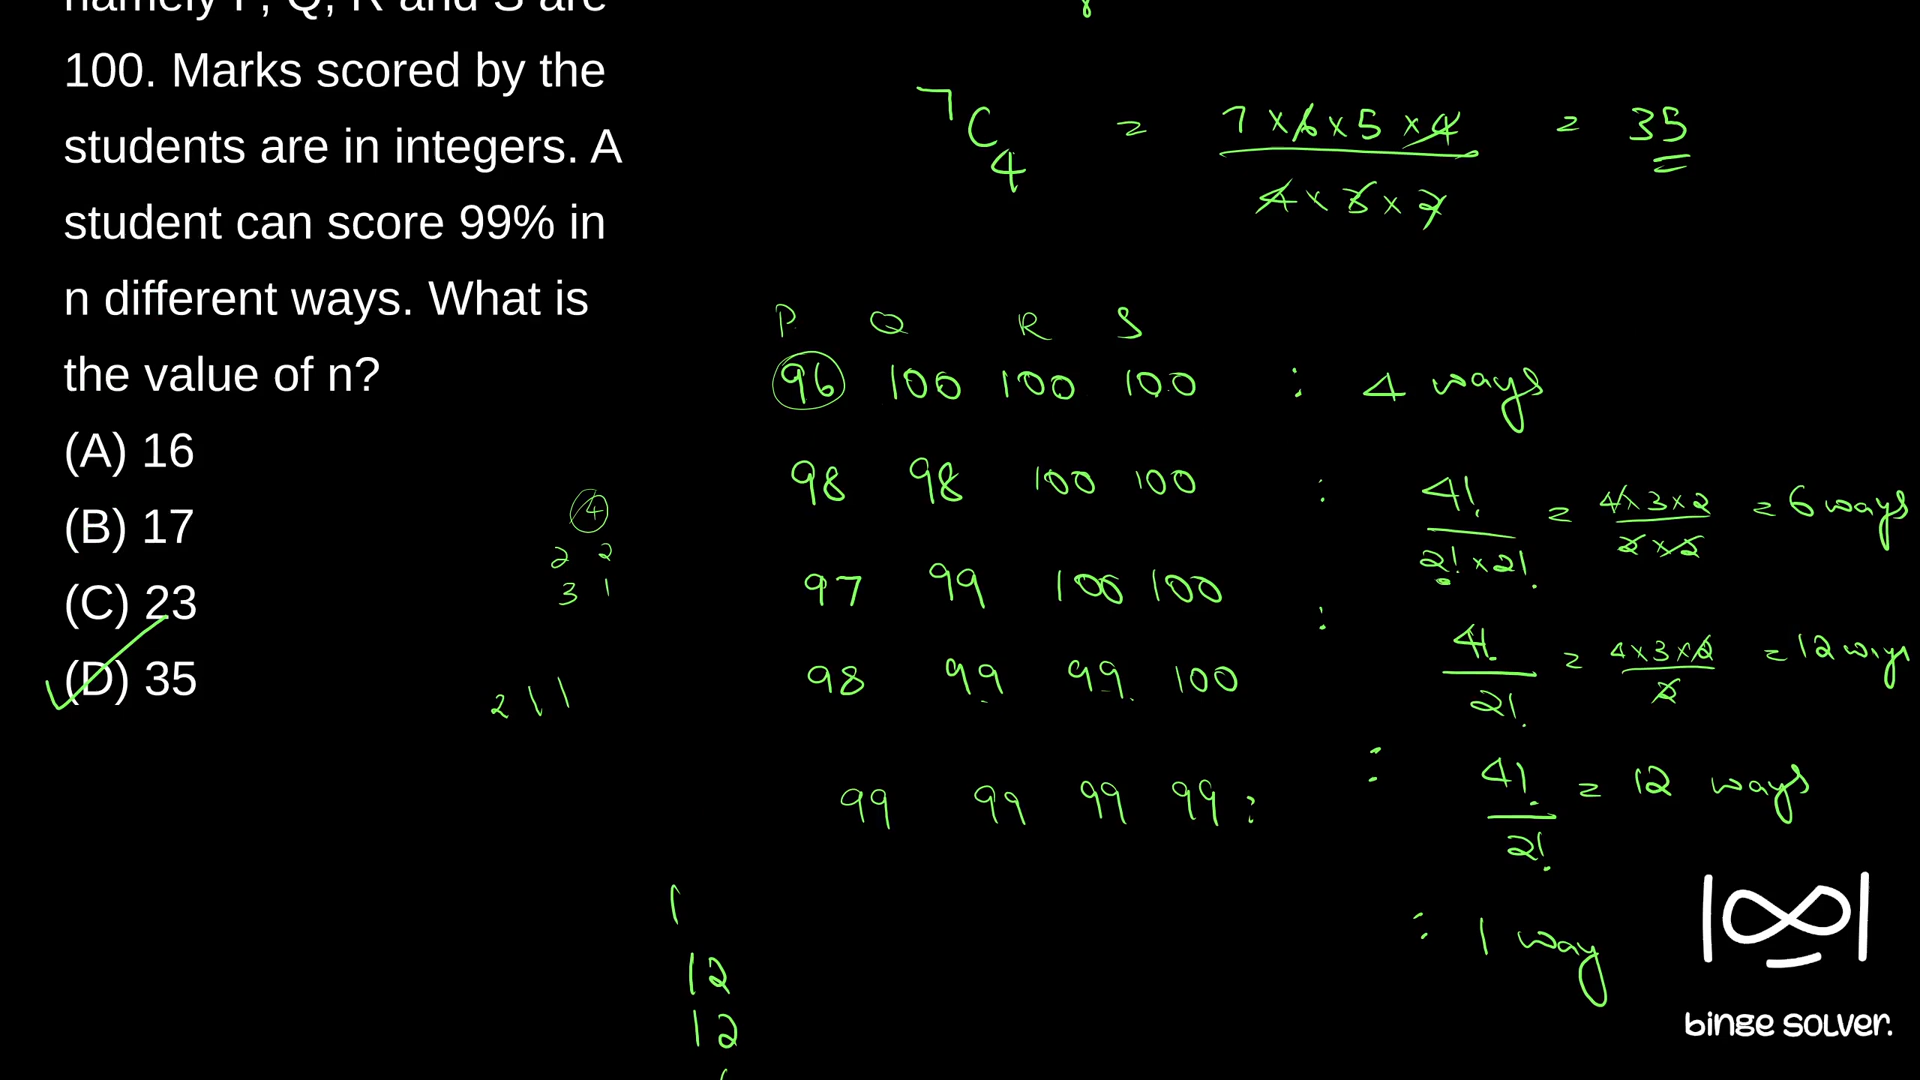 namely P, Q, R and S are
100. Marks scored by the
students are in integers. A
student can score 99% in
n different ways. What is
the value of n?
(A) 16
(B) 17
(C) 23
(D) 35
⁷C₄ = 7 × 6 × 5 × 4 / 4 × 3 × 2 = 35
P Q R S
96 100 100 100 : 4 ways
98 98 100 100 : 4! / 2! × 2! = 4 × 3 × 2 / 2 × 2 = 6 ways
4
2 2
3 1
97 99 100 100 : 4! / 2! = 4 × 3 × 2 / 2 = 12 ways
2 1 1
98 99 99 100 : 4! / 2! = 12 ways
99 99 99 99 : : 1 way
1
12
12
binge solver.